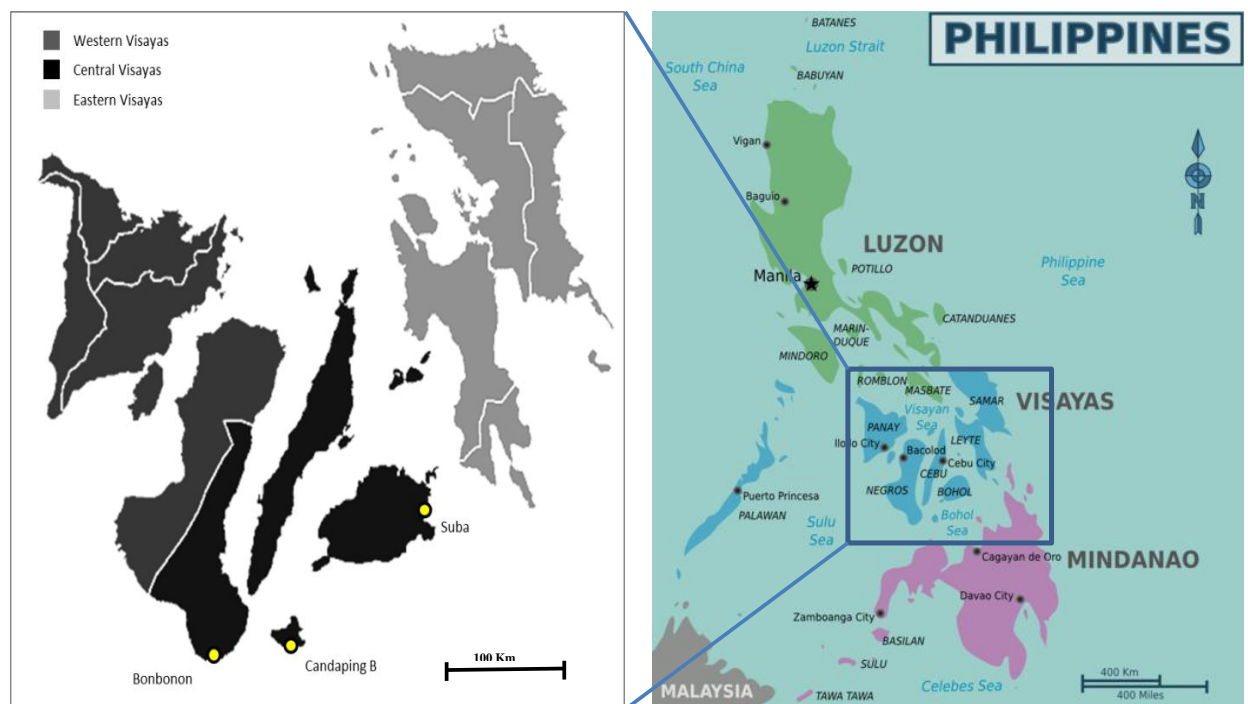 Western Visayas
Central Visayas
Eastern Visayas
Suba
Candaping B
Bonbonon
100 Km
PHILIPPINES
BATANES
Luzon Strait
South China
Sea
BABUYAN
Vigan
Baguio
N
LUZON
Manila
POTILLO
Philippine
Sea
CATANDUANES
MARIN-
DUQUE
MINDORO
ROMBLON
MASBATE
SAMAR
VISAYAS
Visayan
Sea
PANAY
Iloilo City
LEYTE
Bacolod
Cebu City
CEBU
NEGROS
BOHOL
Puerto Princesa
PALAWAN
Sulu
Sea
Bohol
Sea
Cagayan de Oro
MINDANAO
Davao City
Zamboanga City
BASILAN
SULU
MALAYSIA
TAWA TAWA
Celebes Sea
400 Km
400 Miles